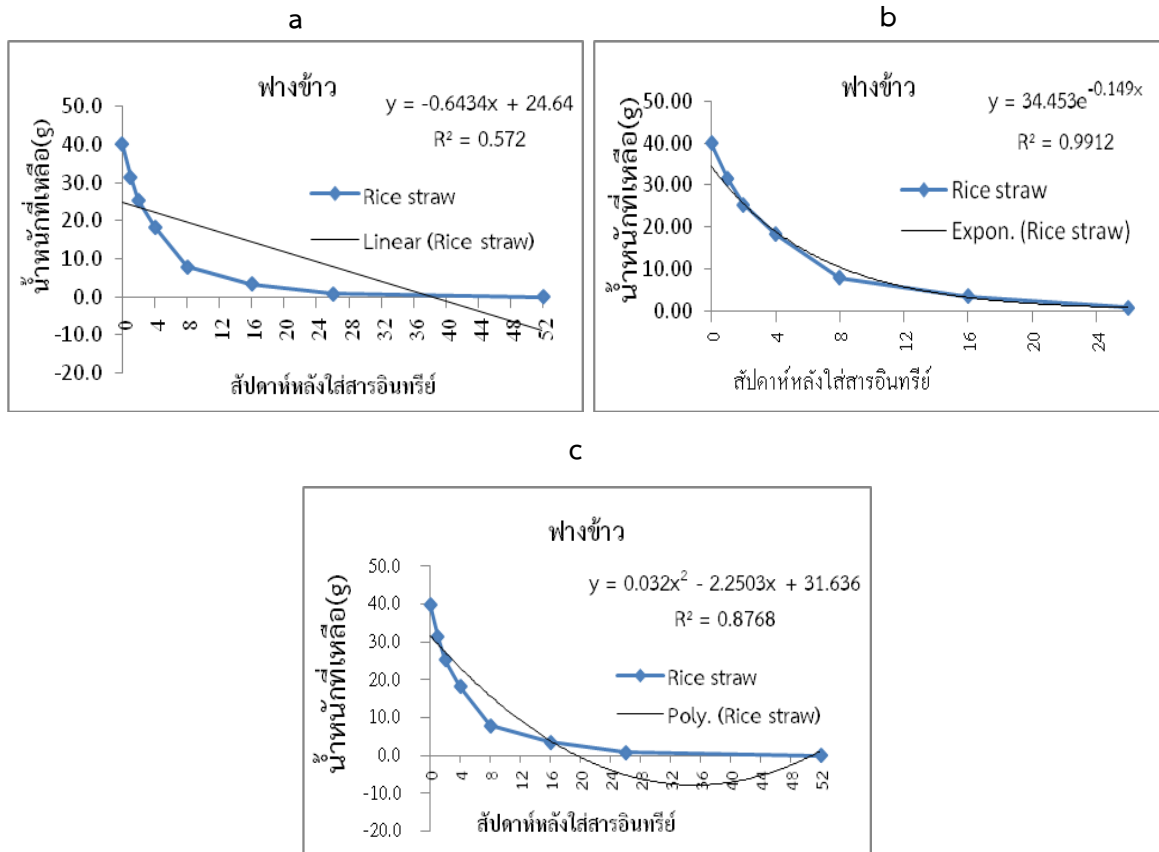 a
ฟางข้าว
y = -0.6434x + 24.64
R² = 0.572
50.0
40.0
30.0
20.0
10.0
0.0
-10.0
-20.0
น้ำหนักที่เหลือ(g)
Rice straw
Linear (Rice straw)
0 4 8 12 16 20 24 28 32 36 40 44 48 52
สัปดาห์หลังใส่สารอินทรีย์
b
ฟางข้าว
y = 34.453e^-0.149x
R² = 0.9912
50.00
40.00
30.00
20.00
10.00
0.00
น้ำหนักที่เหลือ(g)
Rice straw
Expon. (Rice straw)
0 4 8 12 16 20 24
สัปดาห์หลังใส่สารอินทรีย์
c
ฟางข้าว
y = 0.032x² - 2.2503x + 31.636
R² = 0.8768
50.0
40.0
30.0
20.0
10.0
0.0
-10.0
-20.0
น้ำหนักที่เหลือ(g)
Rice straw
Poly. (Rice straw)
0 4 8 12 16 20 24 28 32 36 40 44 48 52
สัปดาห์หลังใส่สารอินทรีย์